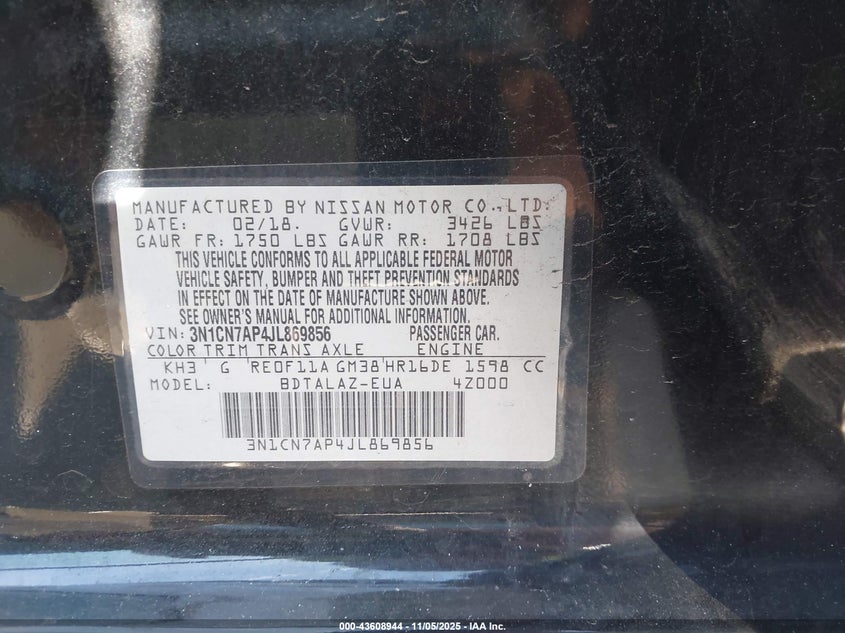 MANUFACTURED BY NISSAN MOTOR CO., LTD.
DATE: 02/18. GVWR: 3426 LBS
GAWR FR: 1750 LBS GAWR RR: 1708 LBS
THIS VEHICLE CONFORMS TO ALL APPLICABLE FEDERAL MOTOR
VEHICLE SAFETY, BUMPER AND THEFT PREVENTION STANDARDS
IN EFFECT ON THE DATE OF MANUFACTURE SHOWN ABOVE.
SEE OWNER'S MANUAL FOR ADDITIONAL INFORMATION.
VIN: 3N1CN7AP4JL869856 PASSENGER CAR.
COLOR TRIM TRANS AXLE ENGINE
KH3 G RE0F11A GM38 HR16DE 1598 CC
MODEL: BDTALAZ-EUA 4Z000
3N1CN7AP4JL869856
000-43608944 - 11/05/2025 - IAA Inc.